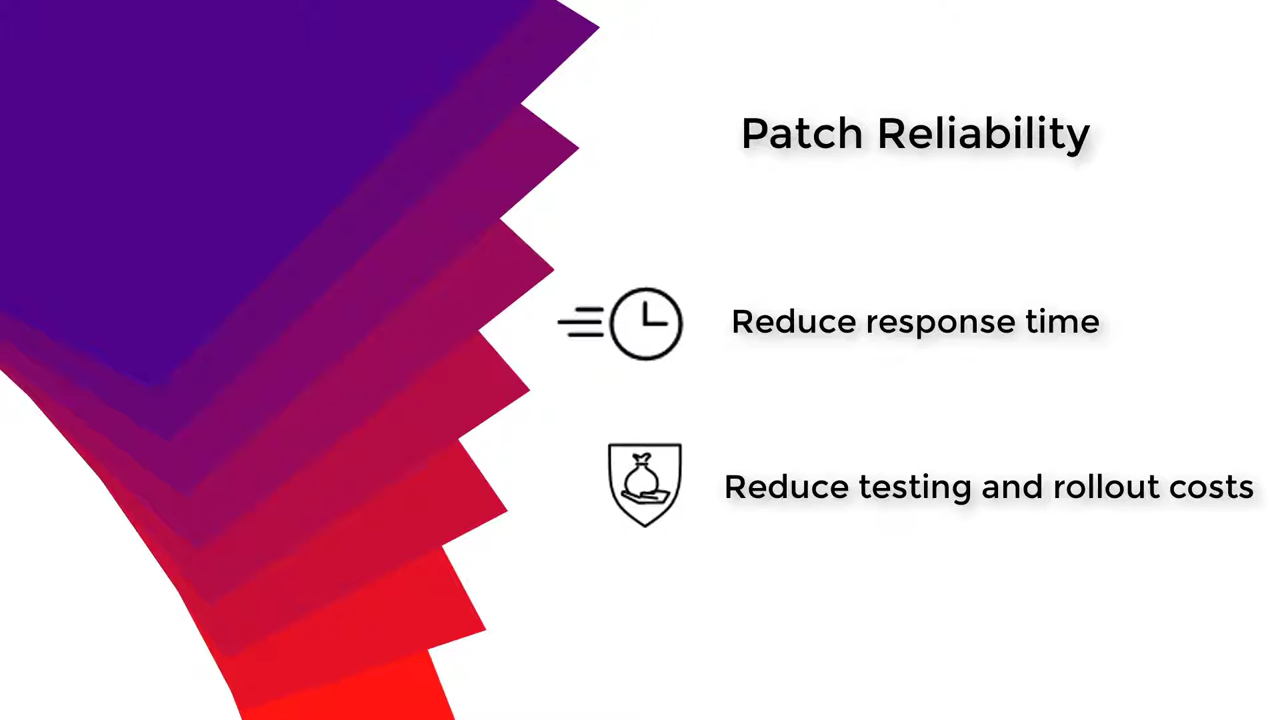 Patch Reliability
Reduce response time
Reduce testing and rollout costs